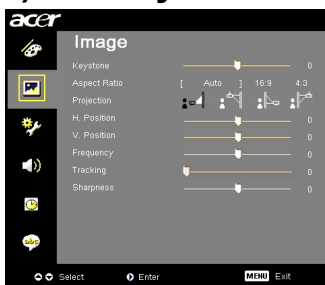 acer
Image
Keystone 0
Aspect Ratio [ Auto ] 16:9 4:3
Projection
H. Position 0
V. Position 0
Frequency 0
Tracking 0
Sharpness 0
abc
Select Enter MENU Exit